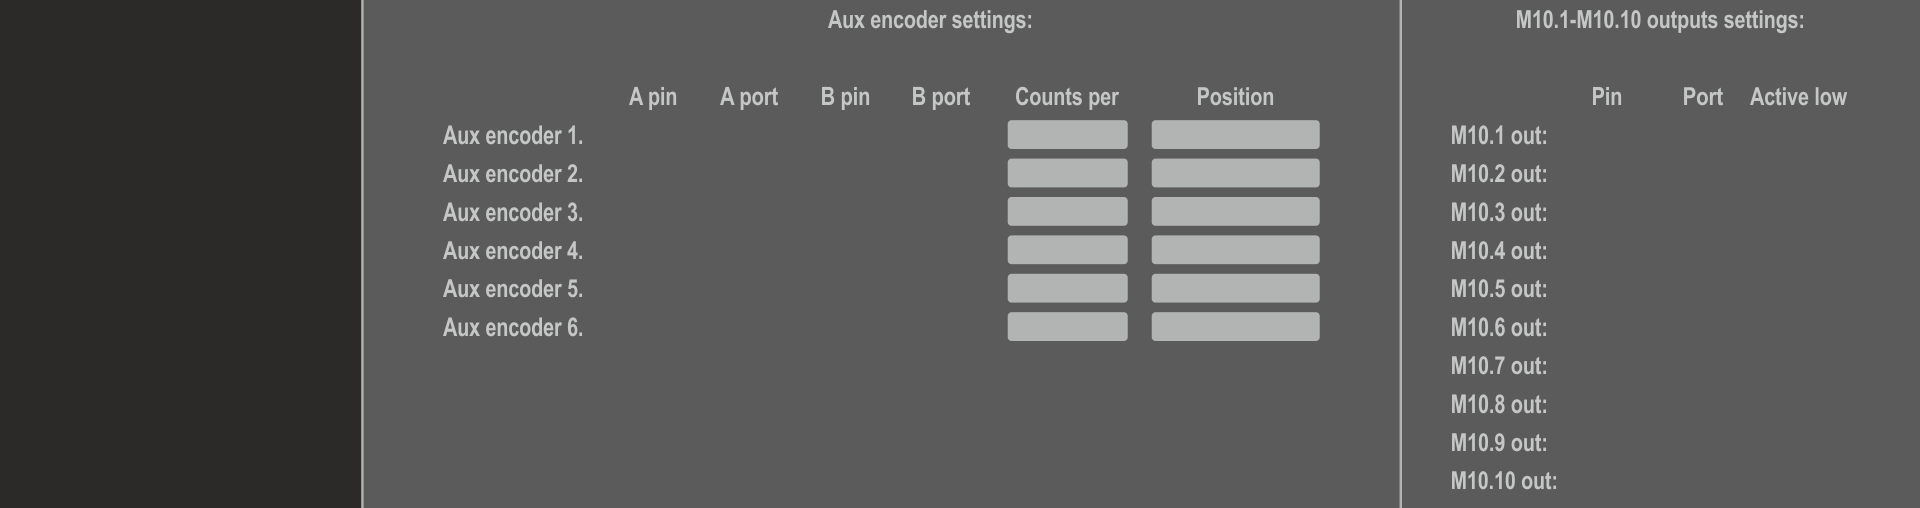 Aux encoder settings:
A pin A port B pin B port Counts per Position
Aux encoder 1.
Aux encoder 2.
Aux encoder 3.
Aux encoder 4.
Aux encoder 5.
Aux encoder 6.
M10.1-M10.10 outputs settings:
Pin Port Active low
M10.1 out:
M10.2 out:
M10.3 out:
M10.4 out:
M10.5 out:
M10.6 out:
M10.7 out:
M10.8 out:
M10.9 out:
M10.10 out: